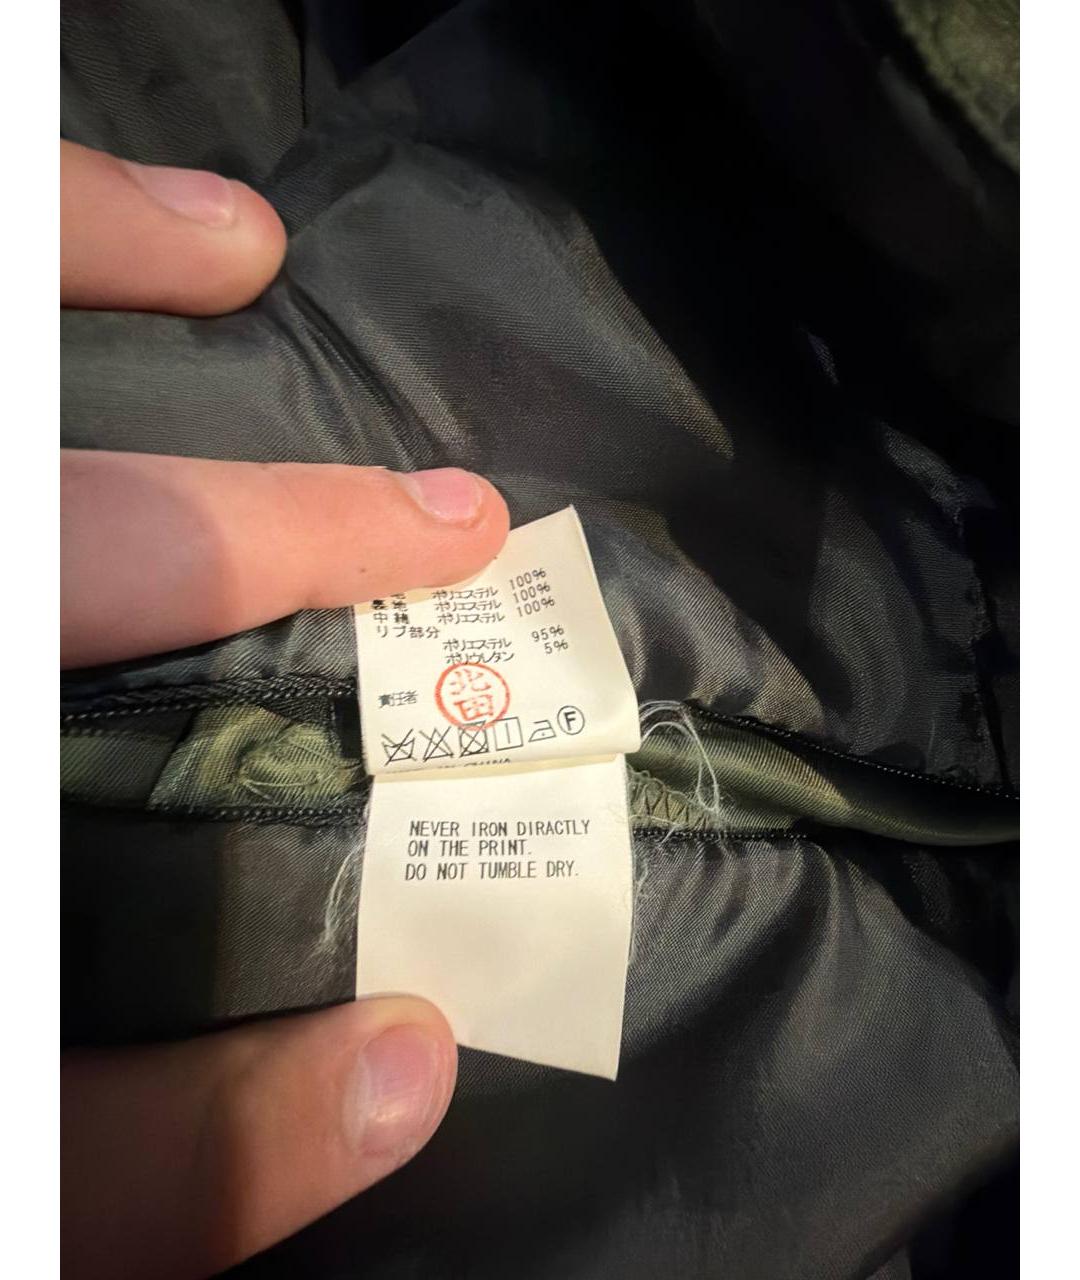 ポリエステル 100%
裏地 ポリエステル 100%
中綿 ポリエステル 100%
リブ部分
ポリエステル 95%
ポリウレタン 5%
責任者
北田
F
NEVER IRON DIRACTLY
ON THE PRINT.
DO NOT TUMBLE DRY.